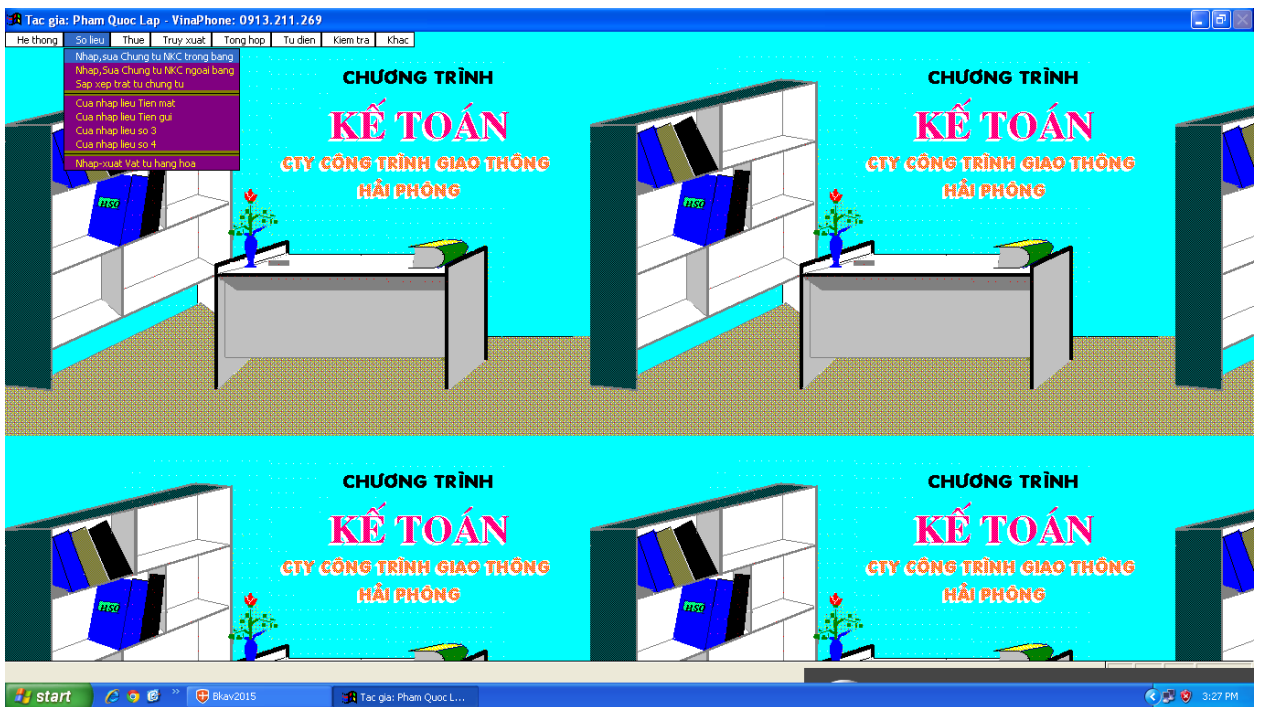 Tac gia: Pham Quoc Lap - VinaPhone: 0913.211.269
He thong So lieu Thue Truy xuat Tong hop Tu dien Kiem tra Khac
Nhap,sua Chung tu NKC trong bang
Nhap,Sua Chung tu NKC ngoai bang
Sap xep trat tu chung tu
Cua nhap lieu Tien mat
Cua nhap lieu Tien gui
Cua nhap lieu so 3
Cua nhap lieu so 4
Nhap-xuat Vat tu hang hoa
CHƯƠNG TRÌNH
KẾ TOÁN
CTY CÔNG TRÌNH GIAO THÔNG
HẢI PHÒNG
HSC
CHƯƠNG TRÌNH
KẾ TOÁN
CTY CÔNG TRÌNH GIAO THÔNG
HẢI PHÒNG
HSC
CHƯƠNG TRÌNH
KẾ TOÁN
CTY CÔNG TRÌNH GIAO THÔNG
HẢI PHÒNG
HSC
CHƯƠNG TRÌNH
KẾ TOÁN
CTY CÔNG TRÌNH GIAO THÔNG
HẢI PHÒNG
HSC
start Bkav2015 Tac gia: Pham Quoc L... 3:27 PM